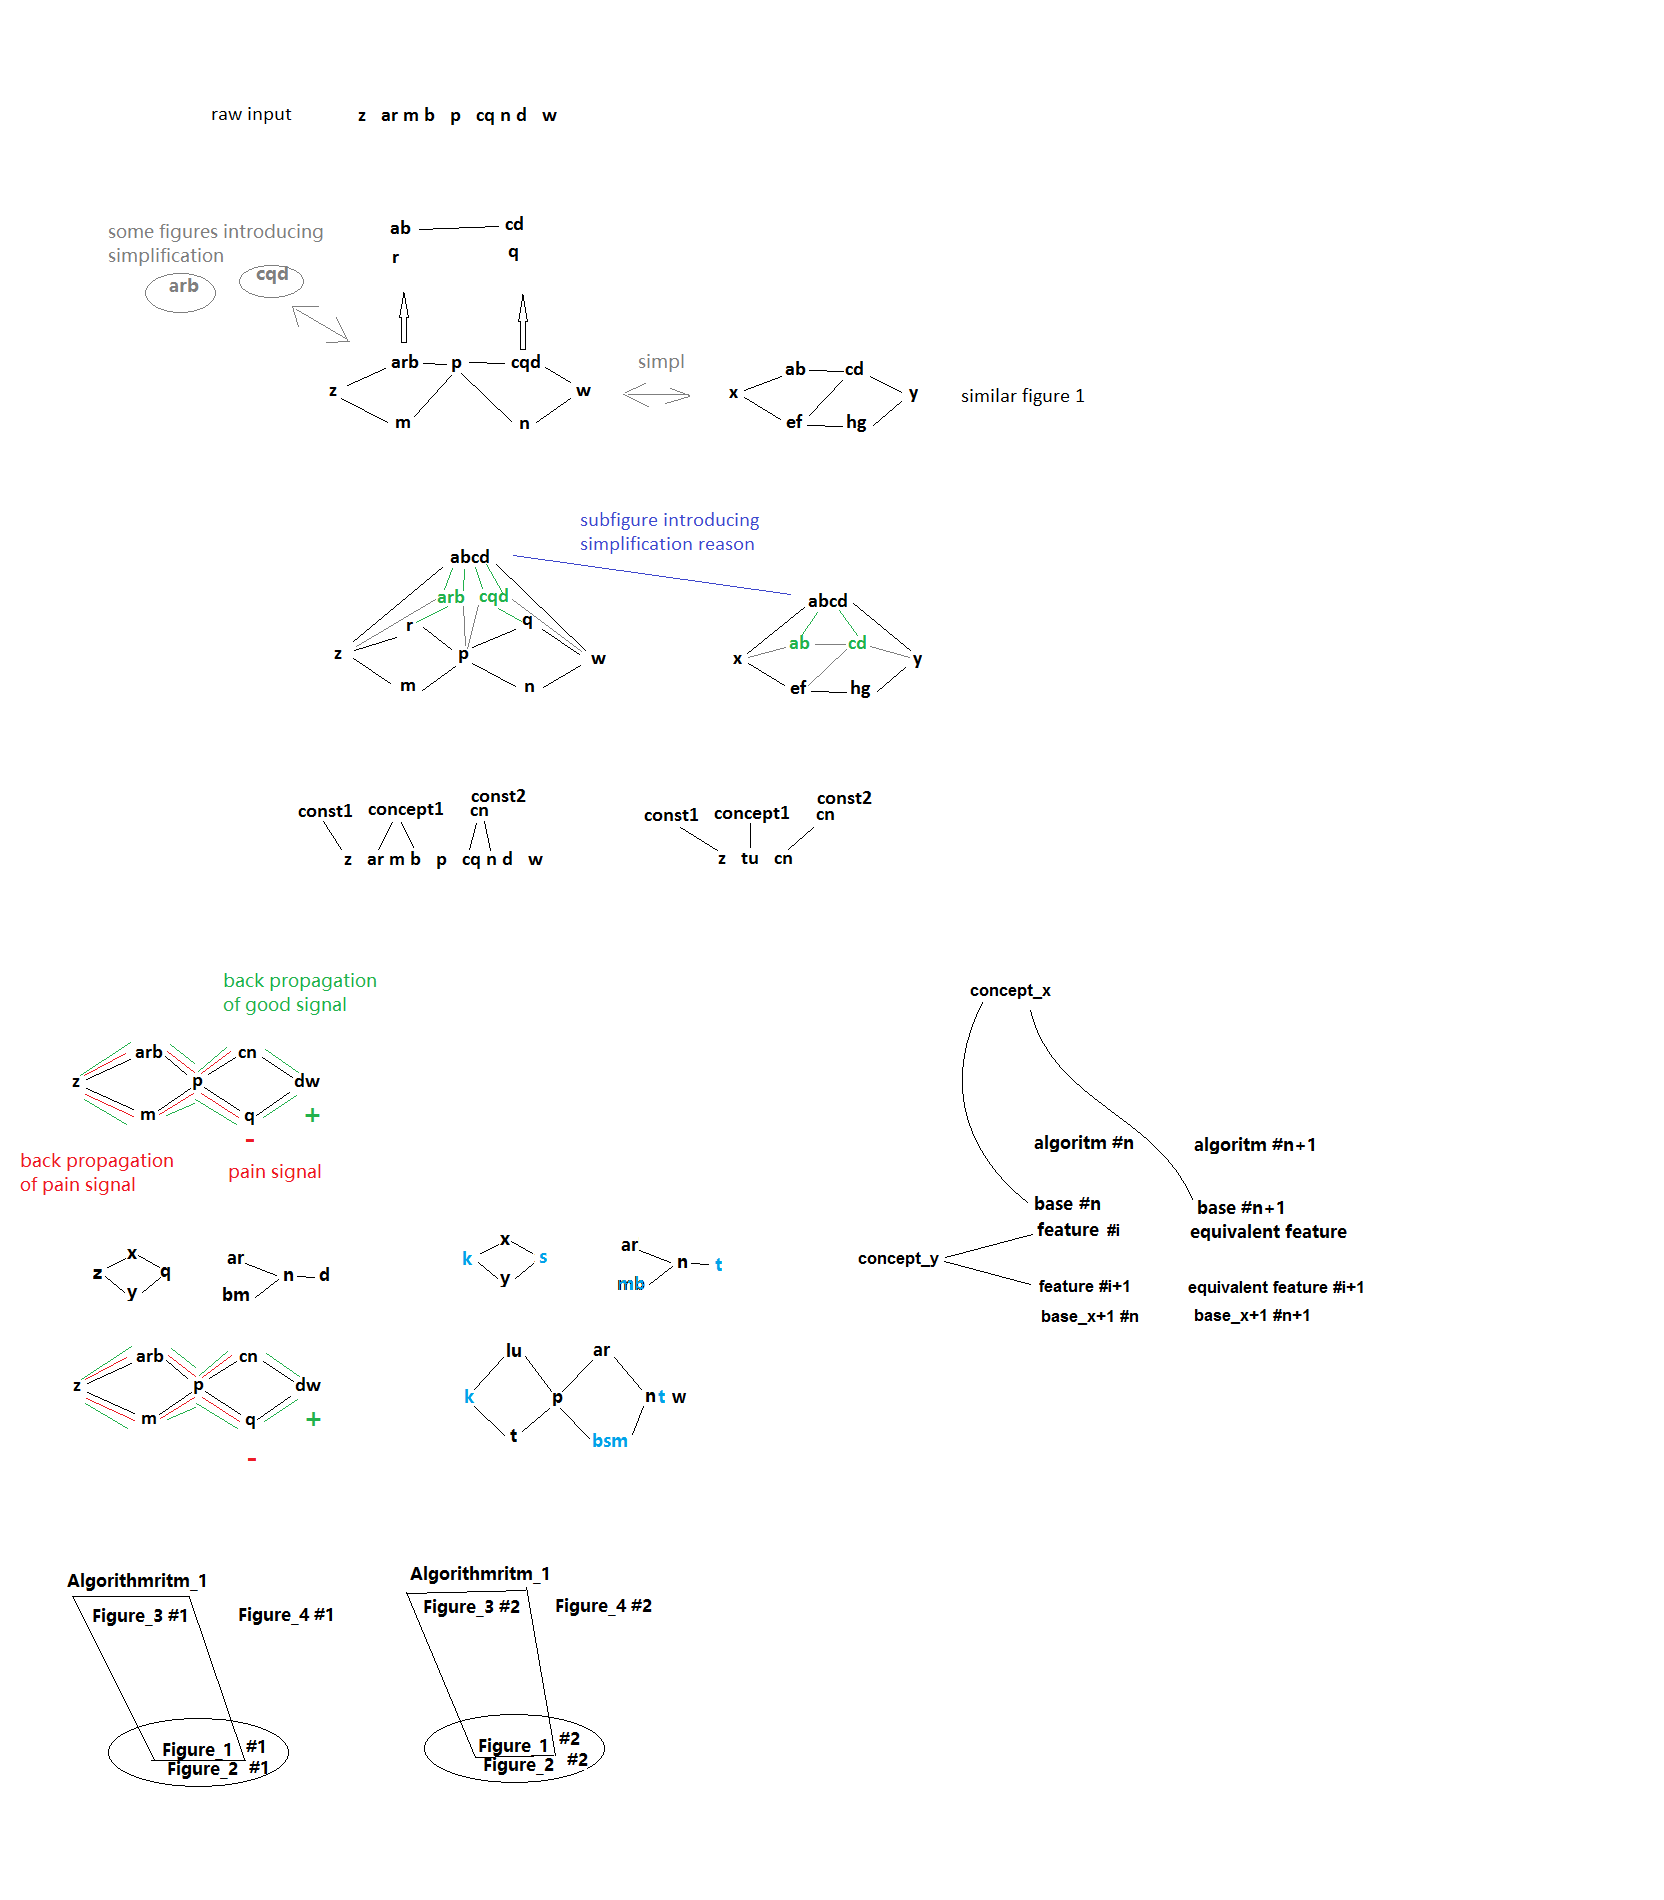 raw input z ar m b p cq n d w
some figures introducing
simplification
arb cqd
ab cd
r q
arb p cqd
z w
m n
simpl
ab cd
x y
ef hg
similar figure 1
subfigure introducing
simplification reason
abcd
arb cqd
r q
z p w
m n
abcd
ab cd
x y
ef hg
const1 concept1 const2
cn
z ar m b p cq n d w
const1 concept1 const2
cn
z tu cn
back propagation
of good signal
arb cn
z p dw
m q +
-
back propagation
of pain signal
pain signal
concept_x
algoritm #n algoritm #n+1
base #n base #n+1
feature #i equivalent feature
concept_y
feature #i+1 equivalent feature #i+1
base_x+1 #n base_x+1 #n+1
x
z q
y
ar
n d
bm
x
k s
y
ar
n t
mb
arb cn
z p dw
m q +
-
lu ar
k p n t w
t bsm
Algorithmritm_1
Figure_3 #1 Figure_4 #1
Figure_1 #1
Figure_2 #1
Algorithmritm_1
Figure_3 #2 Figure_4 #2
Figure_1 #2
Figure_2 #2